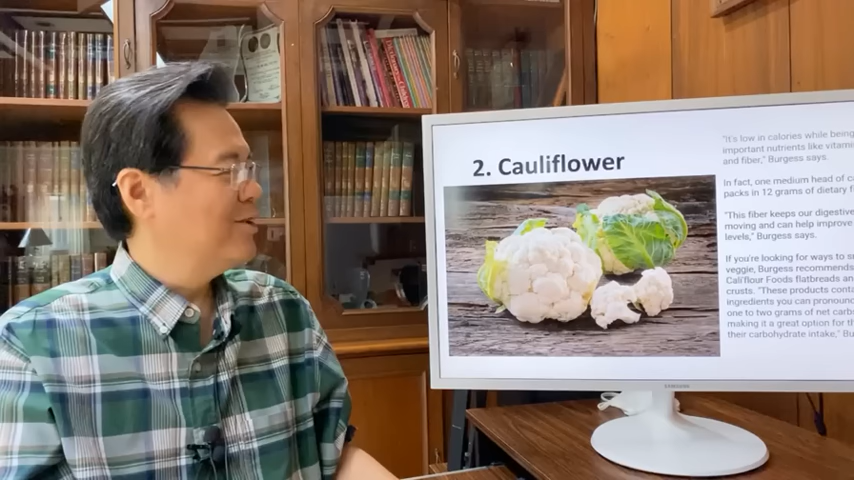 2. Cauliflower
"It's low in calories while being
important nutrients like vitamin
and fiber," Burgess says.
In fact, one medium head of c
packs in 12 grams of dietary f
"This fiber keeps our digestive
moving and can help improve
levels," Burgess says.
If you're looking for ways to s
veggie, Burgess recommends
Cali'flour Foods flatbreads an
crusts. "These products conta
ingredients you can pronounc
one to two grams of net carb
making it a great option for th
their carbohydrate intake," Bu
SAMSUNG